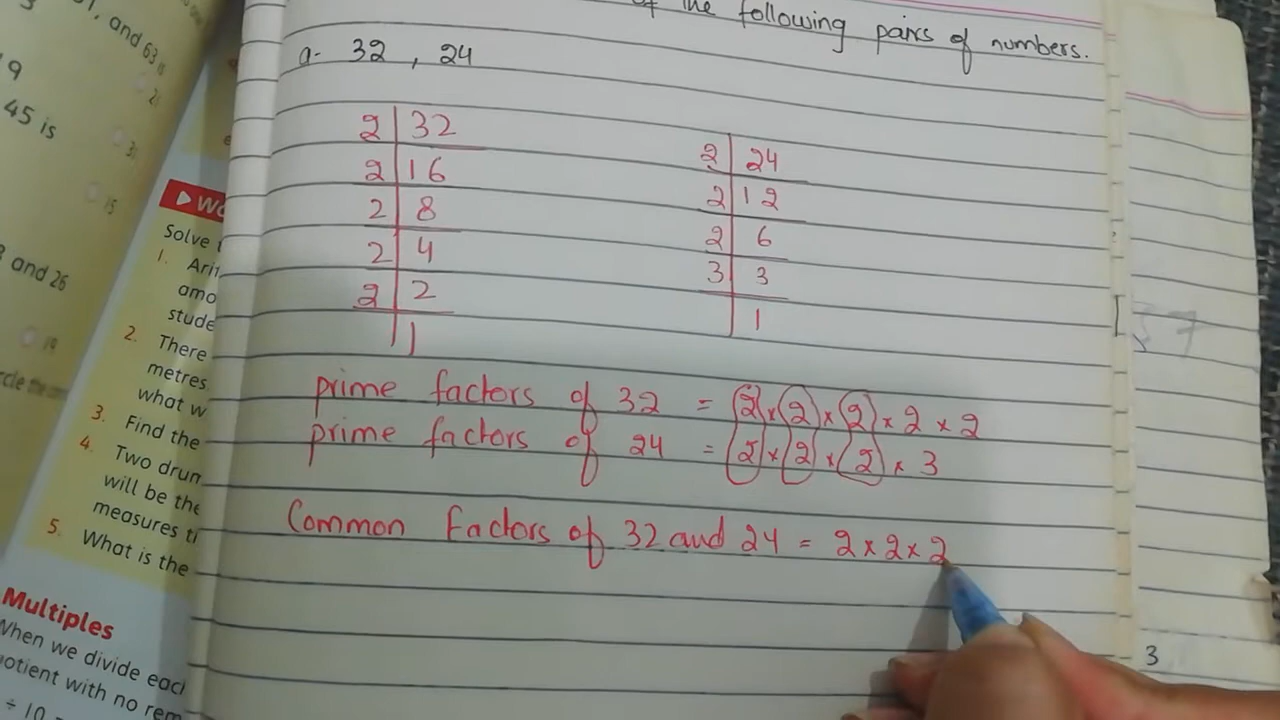 of the following pairs of numbers.
a- 32 , 24
2 | 32
2 | 16
2 | 8
2 | 4
2 | 2
1
2 | 24
2 | 12
2 | 6
3 | 3
1
prime factors of 32 = 2 × 2 × 2 × 2 × 2
prime factors of 24 = 2 × 2 × 2 × 3
Common Factors of 32 and 24 = 2 × 2 × 2
and 63
9
45 is
and 26
Solve
1. Ari
amo
stude
2. There
metres.
what w
3. Find the
4. Two drum
will be the
measures
5. What is the
Multiples
When we divide each
with no rem
÷ 10
3